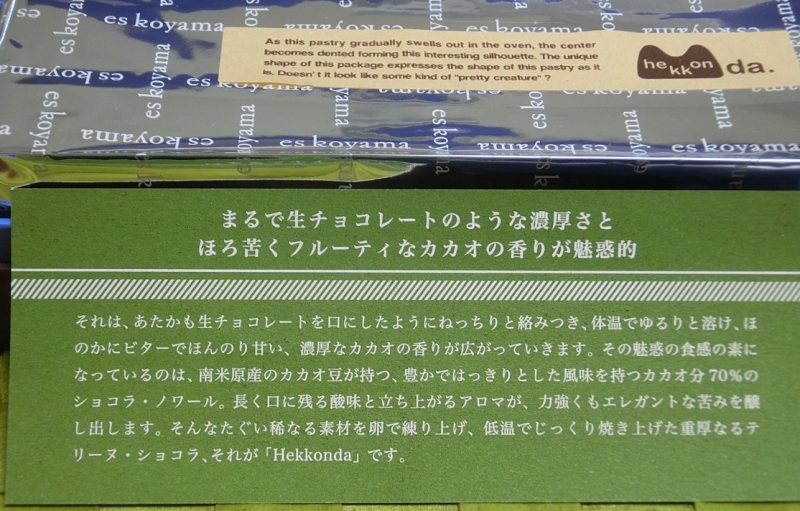 es koyama
As this pastry gradually swells out in the oven, the center
becomes dented forming this interesting silhouette. The unique
shape of this package expresses the shape of this pastry as it
is. Doesn't it look like some kind of "pretty creature" ?
hekkon da.
es koyama
es koyama
es koyama
まるで生チョコレートのような濃厚さと
ほろ苦くフルーティなカカオの香りが魅惑的
それは、あたかも生チョコレートを口にしたようにねっちりと絡みつき、体温でゆるりと溶け、ほ
のかにビターでほんのり甘い、濃厚なカカオの香りが広がっていきます。その魅惑の食感の素に
なっているのは、南米原産のカカオ豆が持つ、豊かではっきりとした風味を持つカカオ分70%の
ショコラ・ノワール。長く口に残る酸味と立ち上がるアロマが、力強くもエレガントな苦みを醸
し出します。そんなたぐい稀なる素材を卵で練り上げ、低温でじっくり焼き上げた重厚なるテ
リーヌ・ショコラ、それが「Hekkonda」です。